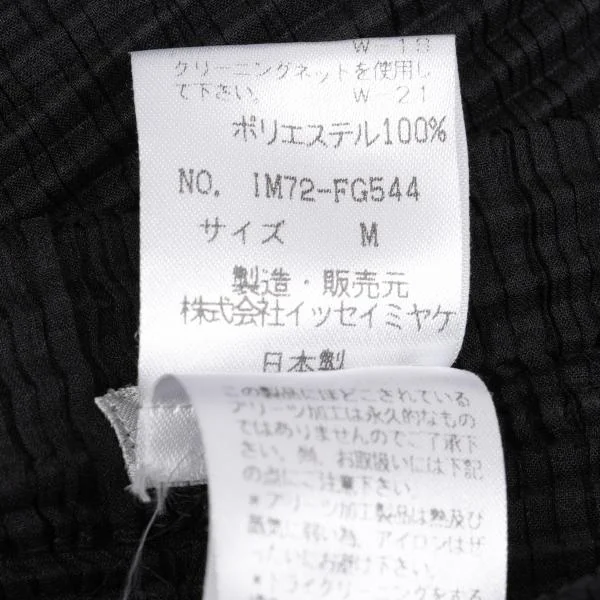 W-18
クリーニングネットを使用し
て下さい。 W-21
ポリエステル100%
NO. IM72-FG544
サイズ M
製造・販売元
株式会社イッセイミヤケ
日本製
この製品にほどこされている
プリーツ加工は永久的なもの
ではありませんのでご了承
下さい。尚、お取扱いには下記
の点にご注意下さい。
*プリーツ加工製品は熱及び
蒸気に弱い為、アイロンはぜ
ったいにお避け下さい。
*ドライクリーニングをする